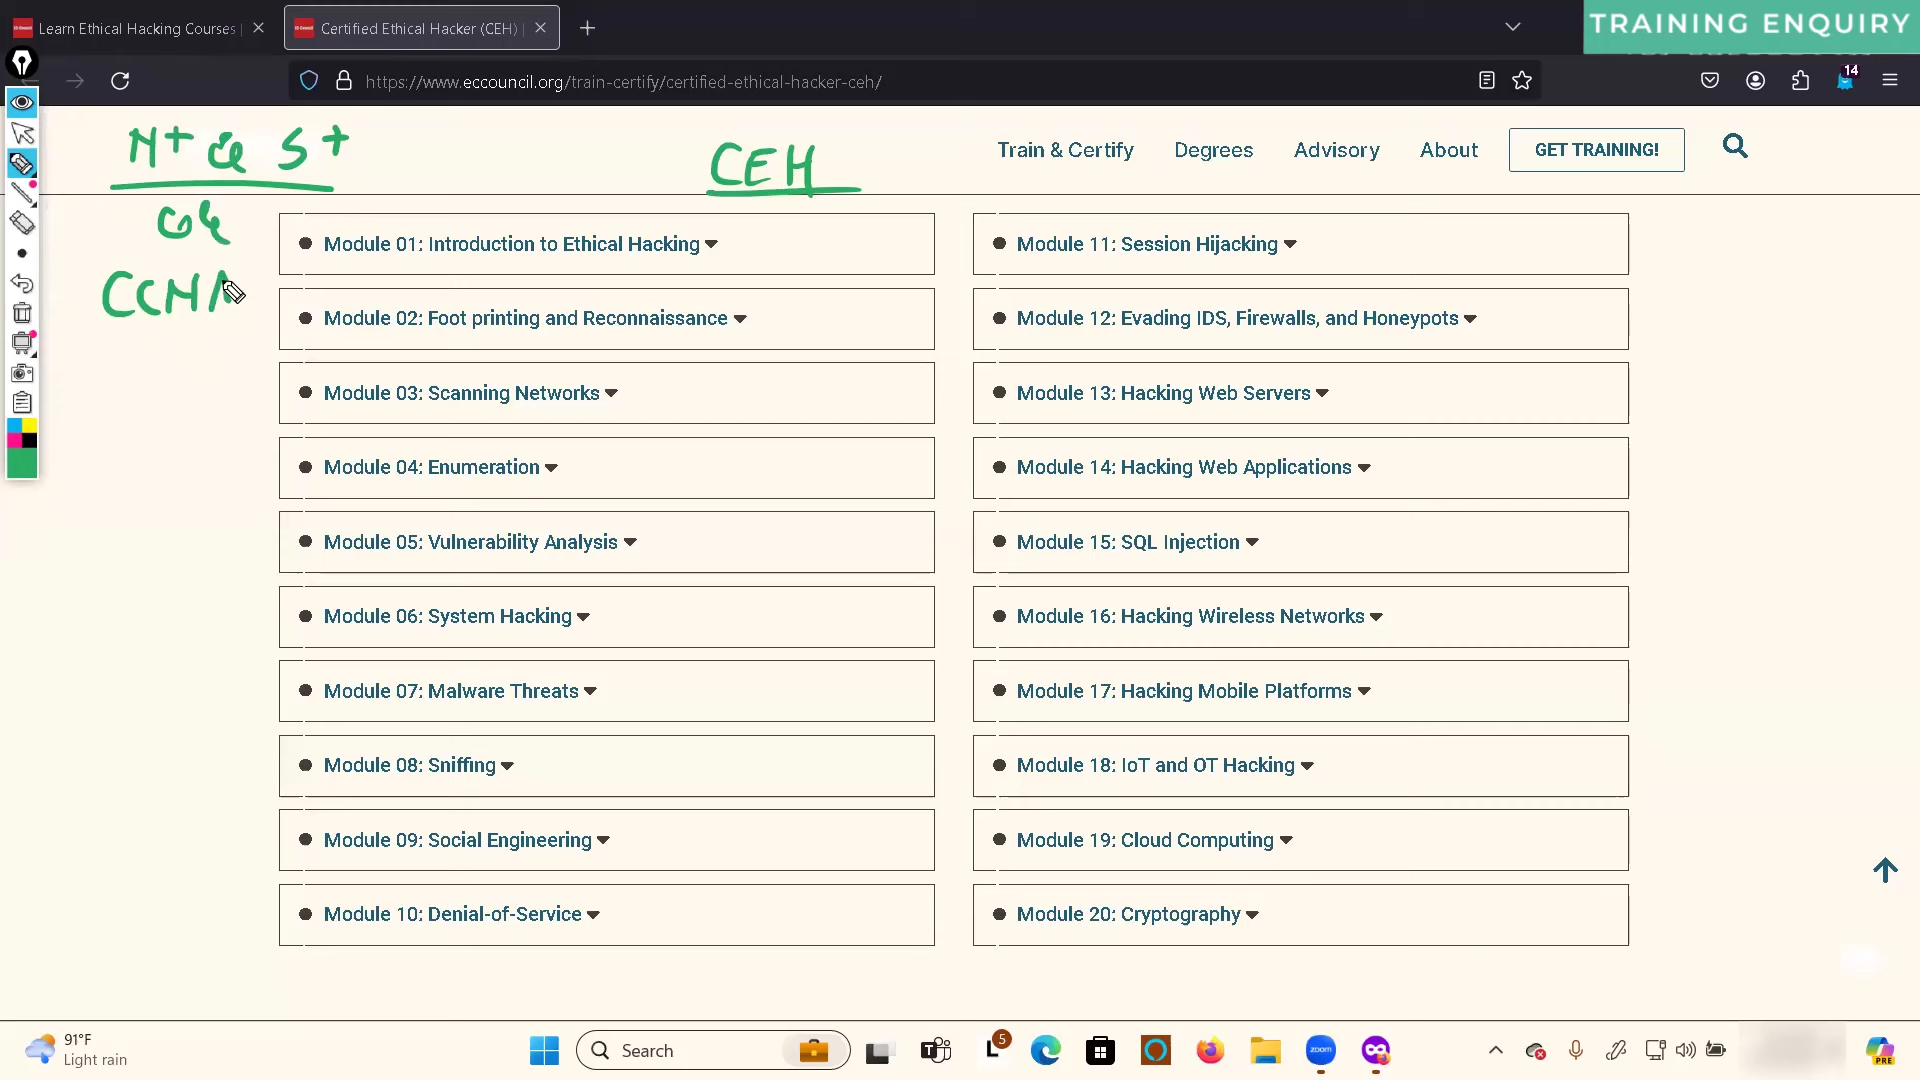 Learn Ethical Hacking Courses |
Certified Ethical Hacker (CEH) |
TRAINING ENQUIRY
https://www.eccouncil.org/train-certify/certified-ethical-hacker-ceh/
14
N+ S+
CEH
CCNA
Train & Certify
Degrees
Advisory
About
GET TRAINING!
Module 01: Introduction to Ethical Hacking
Module 02: Foot printing and Reconnaissance
Module 03: Scanning Networks
Module 04: Enumeration
Module 05: Vulnerability Analysis
Module 06: System Hacking
Module 07: Malware Threats
Module 08: Sniffing
Module 09: Social Engineering
Module 10: Denial-of-Service
Module 11: Session Hijacking
Module 12: Evading IDS, Firewalls, and Honeypots
Module 13: Hacking Web Servers
Module 14: Hacking Web Applications
Module 15: SQL Injection
Module 16: Hacking Wireless Networks
Module 17: Hacking Mobile Platforms
Module 18: IoT and OT Hacking
Module 19: Cloud Computing
Module 20: Cryptography
91°F
Light rain
Search
5
zoom
PRE